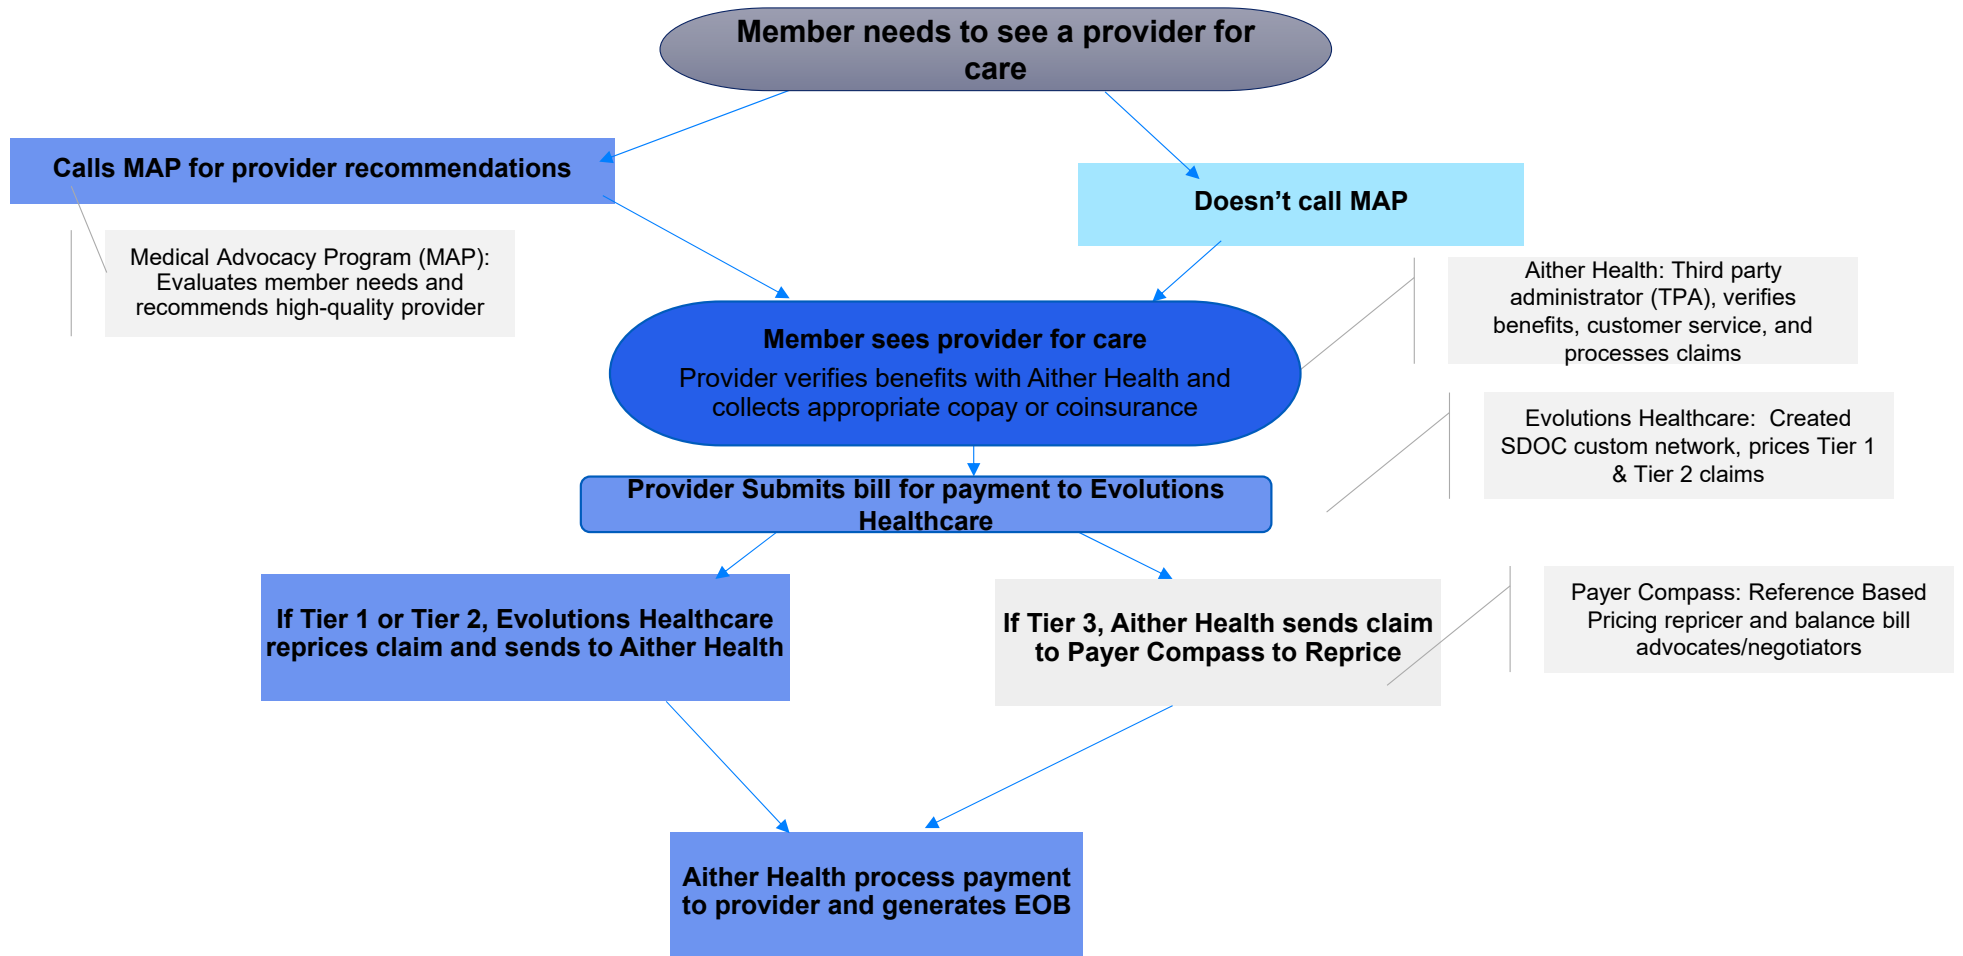 Member needs to see a provider for
care
Calls MAP for provider recommendations
Doesn’t call MAP
Medical Advocacy Program (MAP):
Evaluates member needs and
recommends high-quality provider
Aither Health: Third party
administrator (TPA), verifies
benefits, customer service, and
processes claims
Member sees provider for care
Provider verifies benefits with Aither Health and
collects appropriate copay or coinsurance
Evolutions Healthcare:  Created
SDOC custom network, prices Tier 1
& Tier 2 claims
Provider Submits bill for payment to Evolutions
Healthcare
If Tier 1 or Tier 2, Evolutions Healthcare
reprices claim and sends to Aither Health
If Tier 3, Aither Health sends claim
to Payer Compass to Reprice
Payer Compass: Reference Based
Pricing repricer and balance bill
advocates/negotiators
Aither Health process payment
to provider and generates EOB